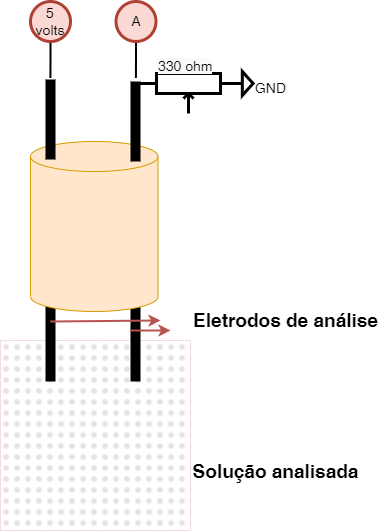 5
volts
A
330 ohm
GND
Eletrodos de análise
Solução analisada